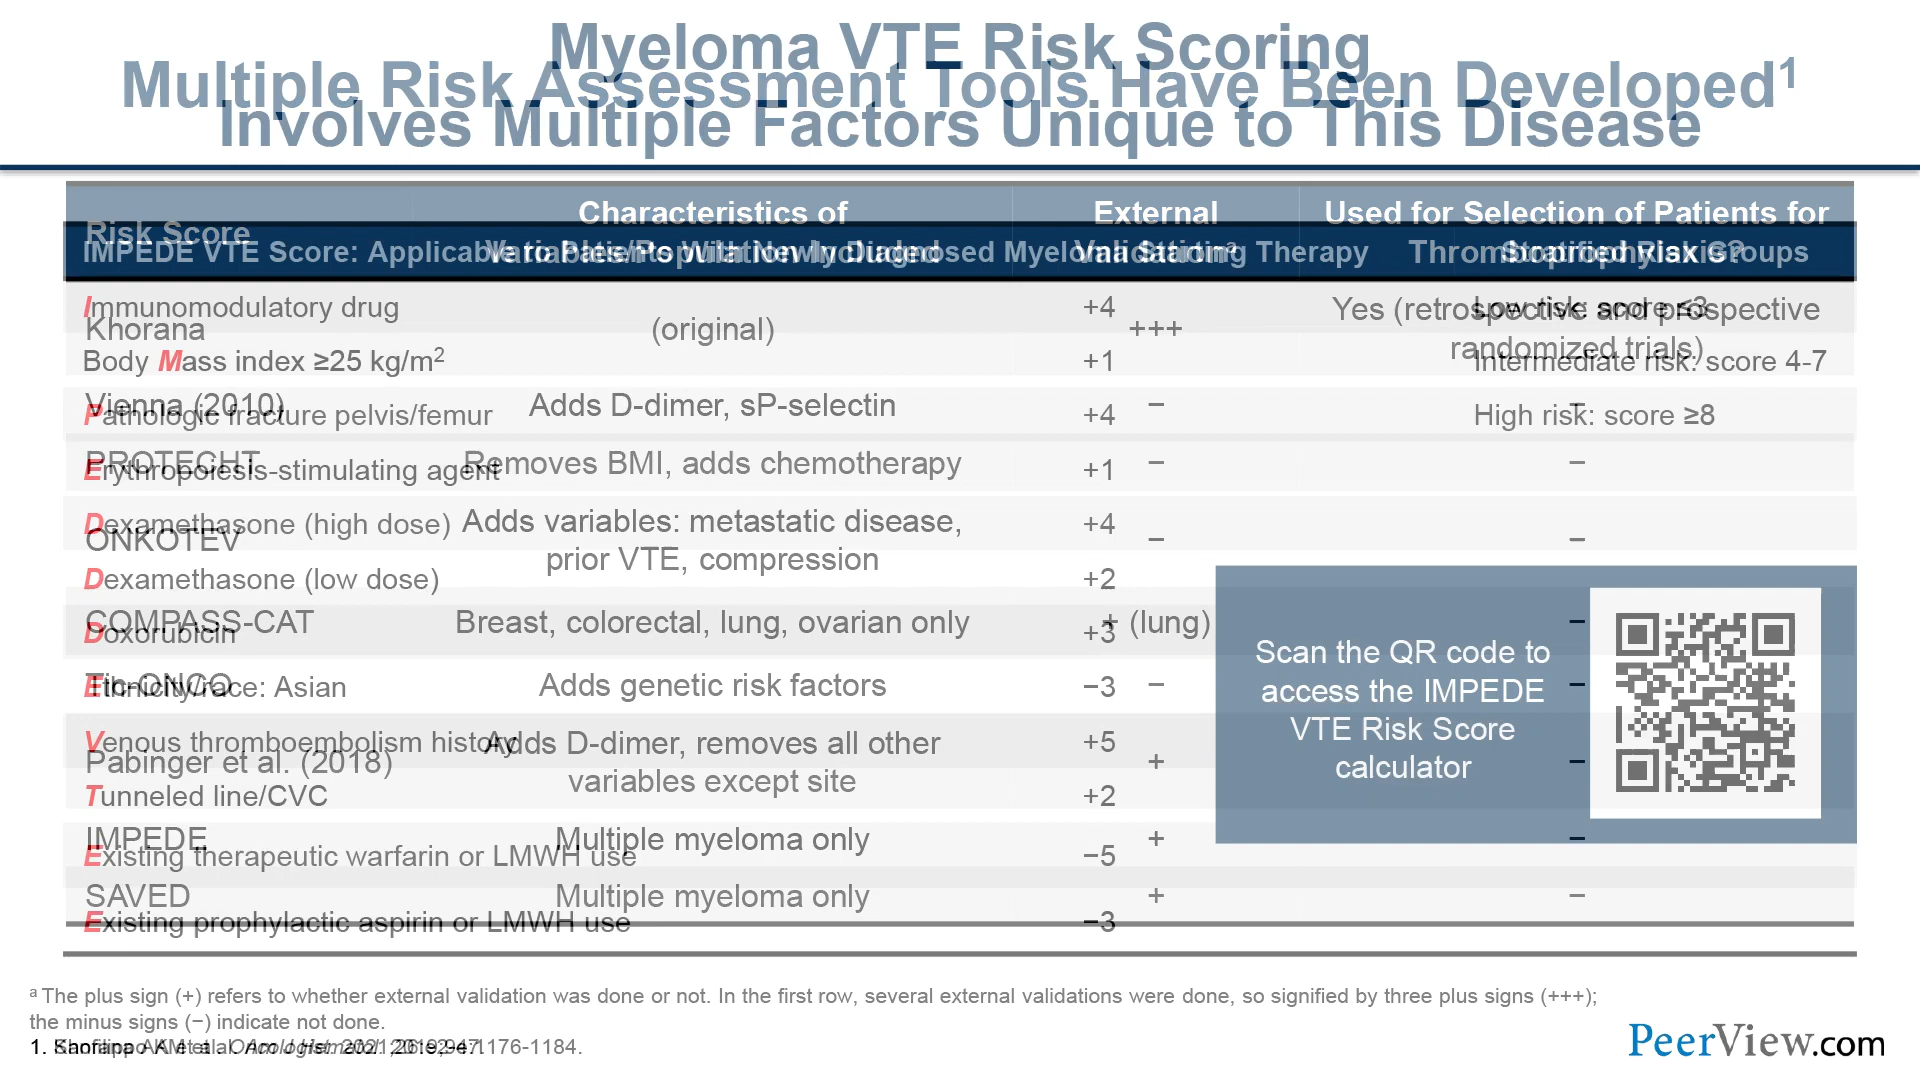 Myeloma VTE Risk Scoring
Multiple Risk Assessment Tools Have Been Developed¹
Involves Multiple Factors Unique to This Disease
Risk Score
Characteristics of
External
Used for Selection of Patients for
IMPEDE VTE Score: Applicable to Patients With Newly Diagnosed Myeloma Starting Therapy
Validationᵃ
Thromboprophylaxis?
Stratified Risk Groups
Immunomodulatory drug +4 Low risk: score ≤3
Khorana (original) +++ Yes (retrospective and prospective
randomized trials)
Body Mass index ≥25 kg/m² +1 Intermediate risk: score 4-7
Vienna (2010) Adds D-dimer, sP-selectin − −
Pathologic fracture pelvis/femur +4 High risk: score ≥8
PROTECHT Removes BMI, adds chemotherapy − −
Erythropoiesis-stimulating agent +1
Dexamethasone (high dose) +4
ONKOTEV Adds variables: metastatic disease,
prior VTE, compression − −
Dexamethasone (low dose) +2
COMPASS-CAT Breast, colorectal, lung, ovarian only + (lung) −
Doxorubicin +3
Tic-ONCO Adds genetic risk factors − −
Ethnicity/race: Asian −3
Venous thromboembolism history +5
Pabinger et al. (2018) Adds D-dimer, removes all other
variables except site + −
Tunneled line/CVC +2
IMPEDE Multiple myeloma only + −
Existing therapeutic warfarin or LMWH use −5
SAVED Multiple myeloma only + −
Existing prophylactic aspirin or LMWH use −3
Scan the QR code to
access the IMPEDE
VTE Risk Score
calculator
ᵃ The plus sign (+) refers to whether external validation was done or not. In the first row, several external validations were done, so signified by three plus signs (+++);
the minus signs (−) indicate not done.
1.
PeerView.com